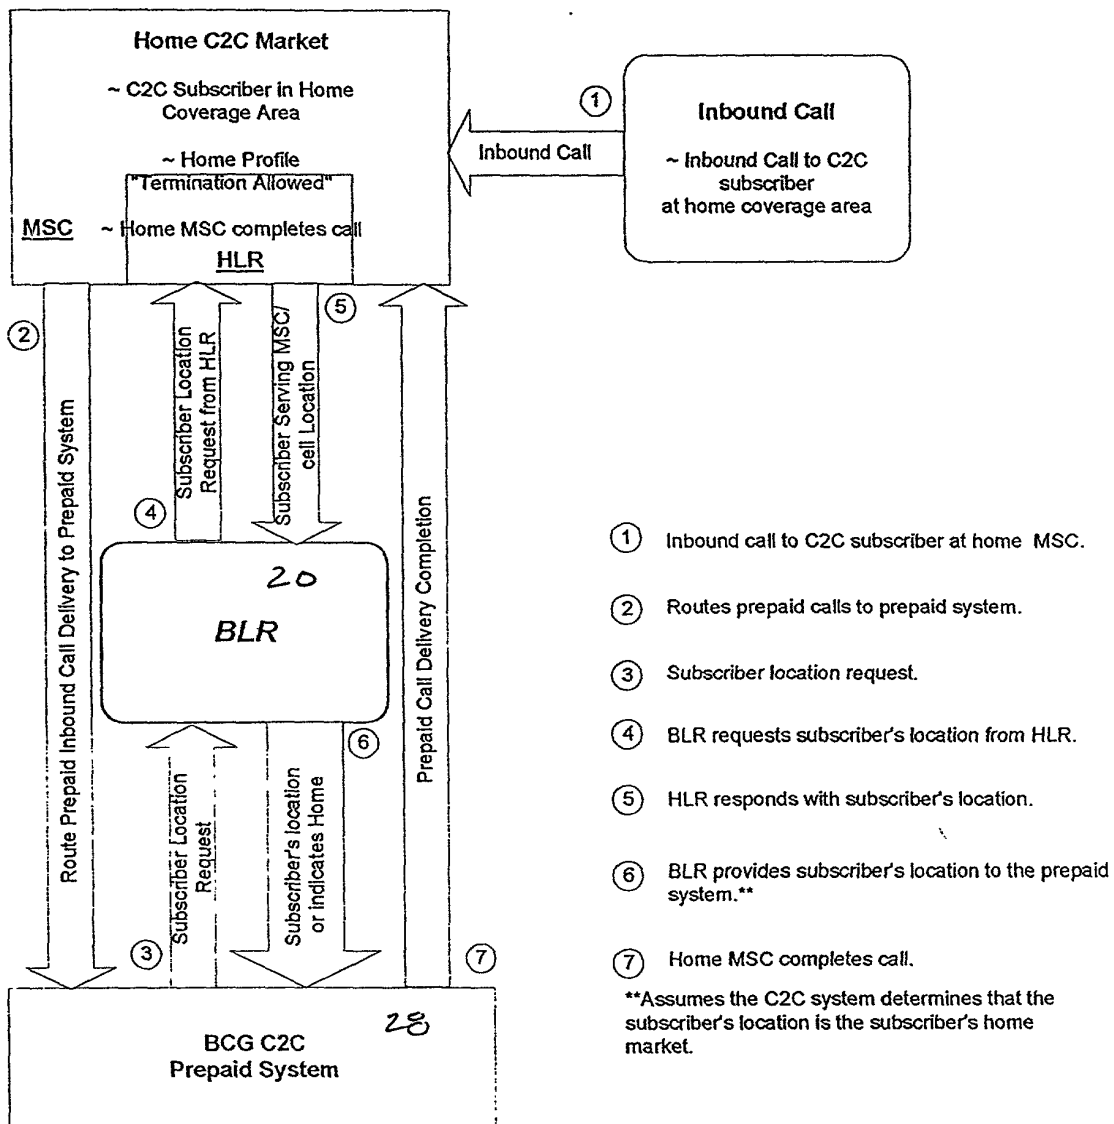 Home C2C Market
~ C2C Subscriber in Home
Coverage Area
~ Home Profile
"Termination Allowed"
MSC
~ Home MSC completes call
HLR
1
Inbound Call
Inbound Call
~ Inbound Call to C2C
subscriber
at home coverage area
2
Route Prepaid Inbound Call Delivery to Prepaid System
Subscriber Location
Request from HLR
4
5
Subscriber Serving MSC/
cell Location
Prepaid Call Delivery Completion
20
BLR
Subscriber Location
Request
3
6
Subscriber's location
or indicates Home
7
28
BCG C2C
Prepaid System
1 Inbound call to C2C subscriber at home MSC.
2 Routes prepaid calls to prepaid system.
3 Subscriber location request.
4 BLR requests subscriber's location from HLR.
5 HLR responds with subscriber's location.
6 BLR provides subscriber's location to the prepaid
system.**
7 Home MSC completes call.
**Assumes the C2C system determines that the
subscriber's location is the subscriber's home
market.